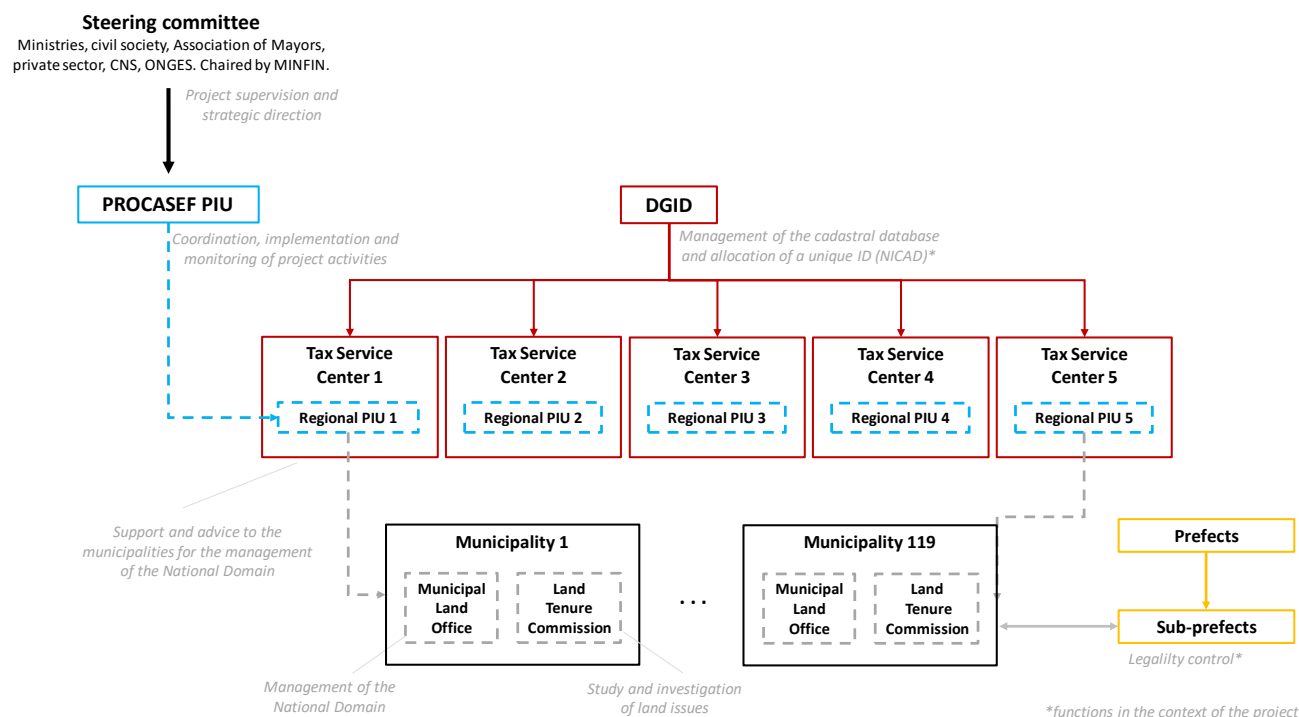 Steering committee
Ministries, civil society, Association of Mayors,
private sector, CNS, ONGES. Chaired by MINFIN.
Project supervision and
strategic direction
PROCASEF PIU
DGID
Coordination, implementation and
monitoring of project activities
Management of the cadastral database
and allocation of a unique ID (NICAD)*
Tax Service
Center 1
Regional PIU 1
Tax Service
Center 2
Regional PIU 2
Tax Service
Center 3
Regional PIU 3
Tax Service
Center 4
Regional PIU 4
Tax Service
Center 5
Regional PIU 5
Support and advice to the
municipalities for the management
of the National Domain
Municipality 1
Municipal
Land
Office
Land
Tenure
Commission
...
Municipality 119
Municipal
Land
Office
Land
Tenure
Commission
Prefects
Sub-prefects
Legalilty control*
Management of the
National Domain
Study and investigation
of land issues
*functions in the context of the project